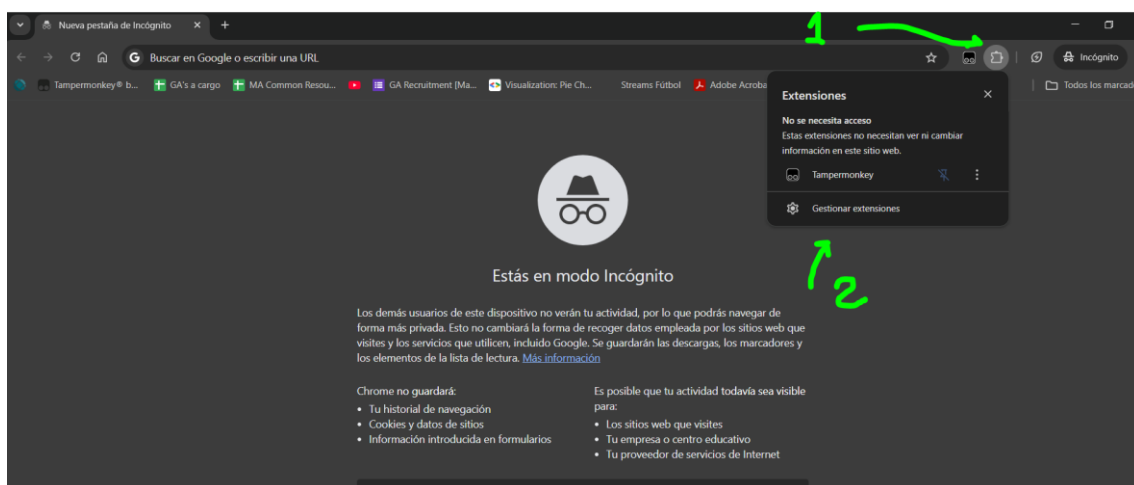 Nueva pestaña de Incógnito
1
G Buscar en Google o escribir una URL
Incógnito
Tampermonkey® b...
GA's a cargo
MA Common Resou...
GA Recruitment [Ma...
Visualization: Pie Ch...
Streams Fútbol
Adobe Acroba
Todos los marcad
Extensiones
No se necesita acceso
Estas extensiones no necesitan ver ni cambiar
información en este sitio web.
Tampermonkey
Gestionar extensiones
2
Estás en modo Incógnito
Los demás usuarios de este dispositivo no verán tu actividad, por lo que podrás navegar de
forma más privada. Esto no cambiará la forma de recoger datos empleada por los sitios web que
visites y los servicios que utilicen, incluido Google. Se guardarán las descargas, los marcadores y
los elementos de la lista de lectura. Más información
Chrome no guardará:
• Tu historial de navegación
• Cookies y datos de sitios
• Información introducida en formularios
Es posible que tu actividad todavía sea visible
para:
• Los sitios web que visites
• Tu empresa o centro educativo
• Tu proveedor de servicios de Internet